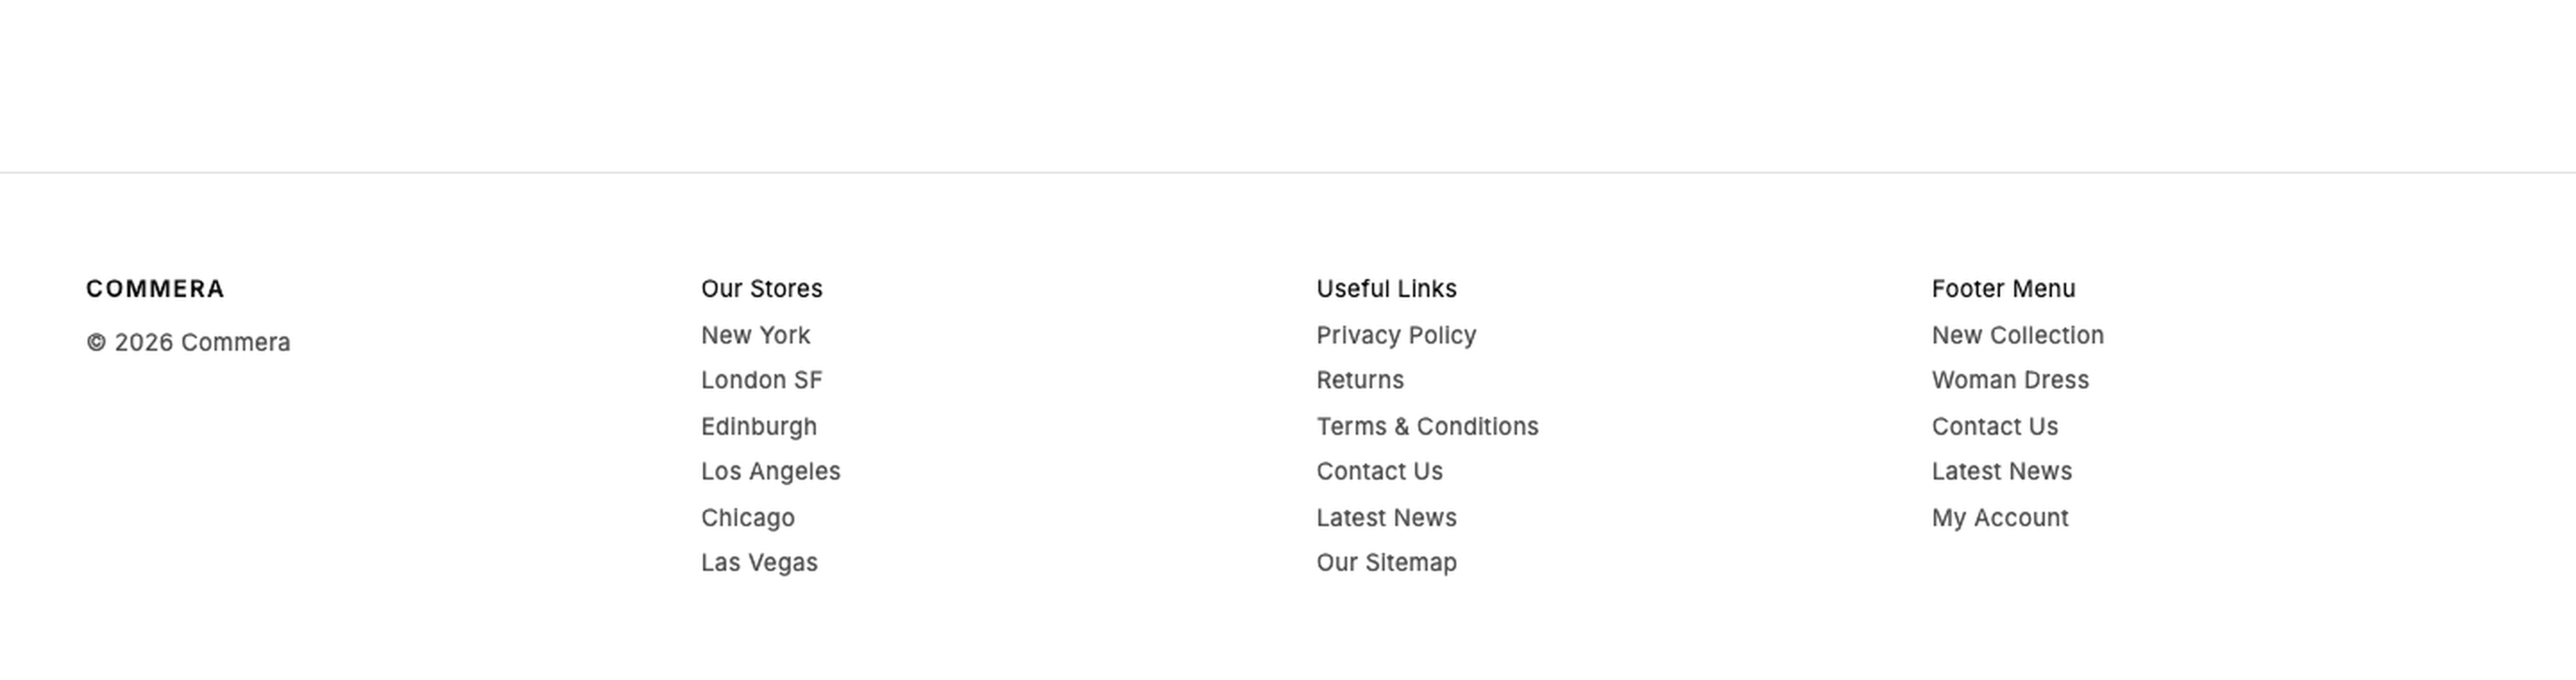 COMMERA
© 2026 Commera
Our Stores
New York
London SF
Edinburgh
Los Angeles
Chicago
Las Vegas
Useful Links
Privacy Policy
Returns
Terms & Conditions
Contact Us
Latest News
Our Sitemap
Footer Menu
New Collection
Woman Dress
Contact Us
Latest News
My Account